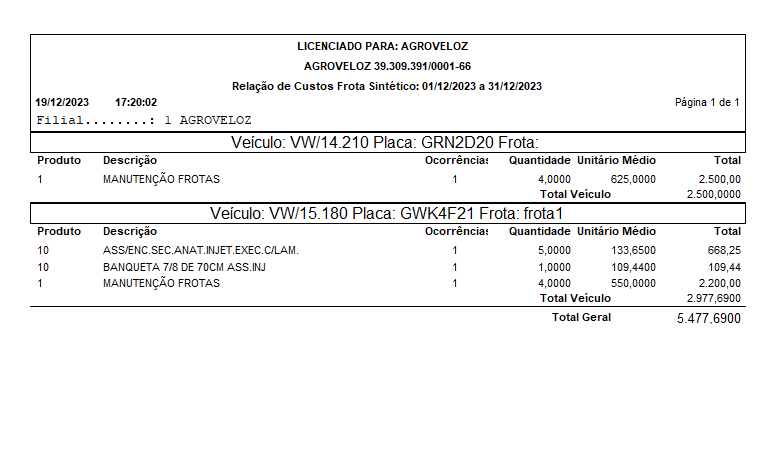 LICENCIADO PARA: AGROVELOZ
AGROVELOZ 39.309.391/0001-66
Relação de Custos Frota Sintético: 01/12/2023 a 31/12/2023
19/12/2023 17:20:02 Página 1 de 1
Filial........: 1 AGROVELOZ
Veículo: VW/14.210 Placa: GRN2D20 Frota:
Produto Descrição Ocorrências Quantidade Unitário Médio Total
1 MANUTENÇÃO FROTAS 1 4,0000 625,0000 2.500,00
Total Veículo 2.500,0000
Veículo: VW/15.180 Placa: GWK4F21 Frota: frota1
Produto Descrição Ocorrências Quantidade Unitário Médio Total
10 ASS/ENC.SEC.ANAT.INJET.EXEC.C/LAM. 1 5,0000 133,6500 668,25
10 BANQUETA 7/8 DE 70CM ASS.INJ 1 1,0000 109,4400 109,44
1 MANUTENÇÃO FROTAS 1 4,0000 550,0000 2.200,00
Total Veículo 2.977,6900
Total Geral 5.477,6900